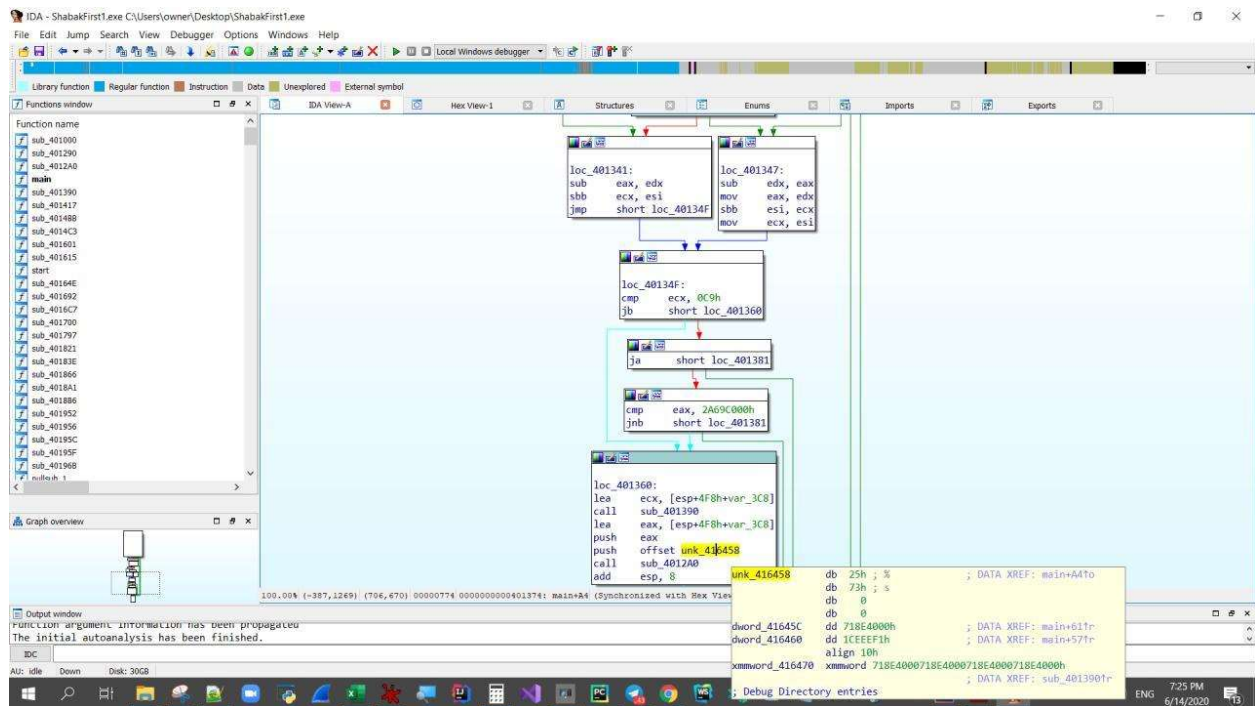 IDA - ShabakFirst1.exe C:\Users\owner\Desktop\ShabakFirst1.exe
File Edit Jump Search View Debugger Options Windows Help
Local Windows debugger
Library function Regular function Instruction Data Unexplored External symbol
Functions window
IDA View-A Hex View-1 Structures Enums Imports Exports
Function name
sub_401000
sub_401290
sub_4012A0
main
sub_401390
sub_401417
sub_4014BB
sub_4014C3
sub_401601
sub_401615
start
sub_40164E
sub_401692
sub_4016C7
sub_401700
sub_401797
sub_401821
sub_40183E
sub_401866
sub_4018A1
sub_401886
sub_401952
sub_401956
sub_40195C
sub_40195F
sub_40196B
nullsub_1
loc_401341:
sub eax, edx
sbb ecx, esi
jmp short loc_40134F
loc_401347:
sub edx, eax
mov eax, edx
sbb esi, ecx
mov ecx, esi
loc_40134F:
cmp ecx, 0C9h
jb short loc_401360
ja short loc_401381
cmp eax, 2A69C000h
jnb short loc_401381
loc_401360:
lea ecx, [esp+4F8h+var_3C8]
call sub_401390
lea eax, [esp+4F8h+var_3C8]
push eax
push offset unk_416458
call sub_4012A0
add esp, 8
unk_416458 db 25h ; % ; DATA XREF: main+A4↑o
db 73h ; s
db 0
db 0
dword_41645C dd 718E4000h ; DATA XREF: main+61↑r
dword_416460 dd 1CEEEF1h ; DATA XREF: main+57↑r
align 10h
xmmword_416470 xmmword 718E4000718E4000718E4000718E4000h
; DATA XREF: sub_401390↑r
; Debug Directory entries
Graph overview
100.00% (-387,1269) (706,670) 00000774 0000000000401374: main+A4 (Synchronized with Hex View
Output window
Function argument information has been propagated
The initial autoanalysis has been finished.
IDC
AU: idle Down Disk: 30GB
ENG
7:25 PM
6/14/2020
13